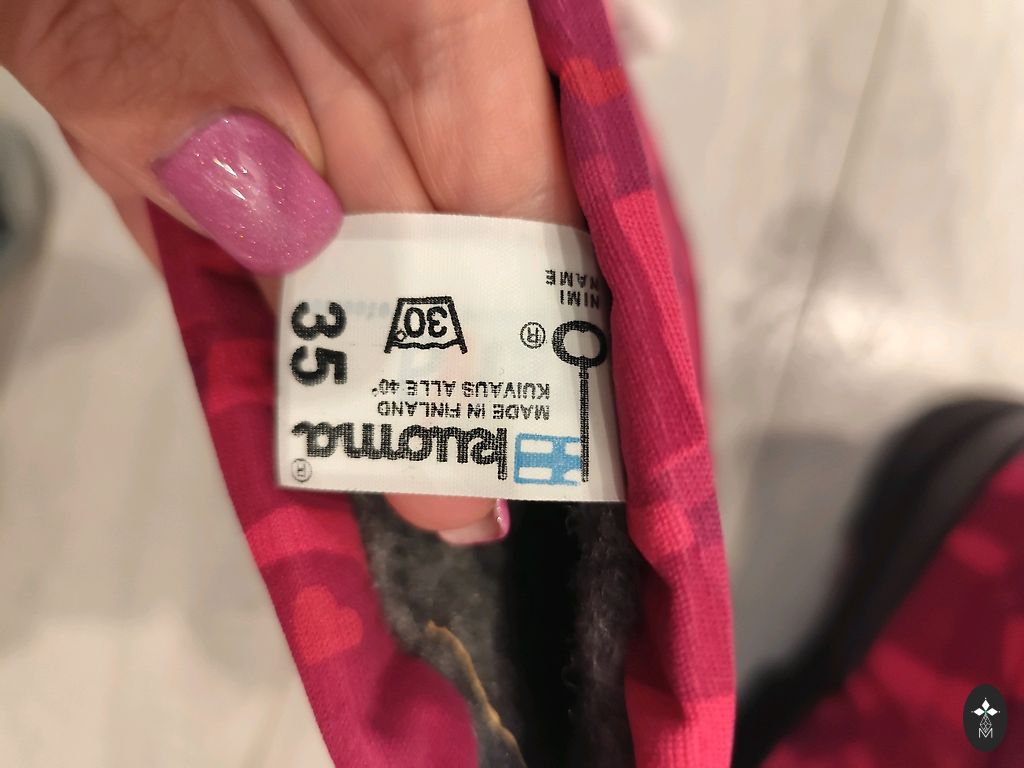 kuoma ®
MADE IN FINLAND
KUIVAUS ALLE 40°
30°
35
®
NIMI
NAME
M